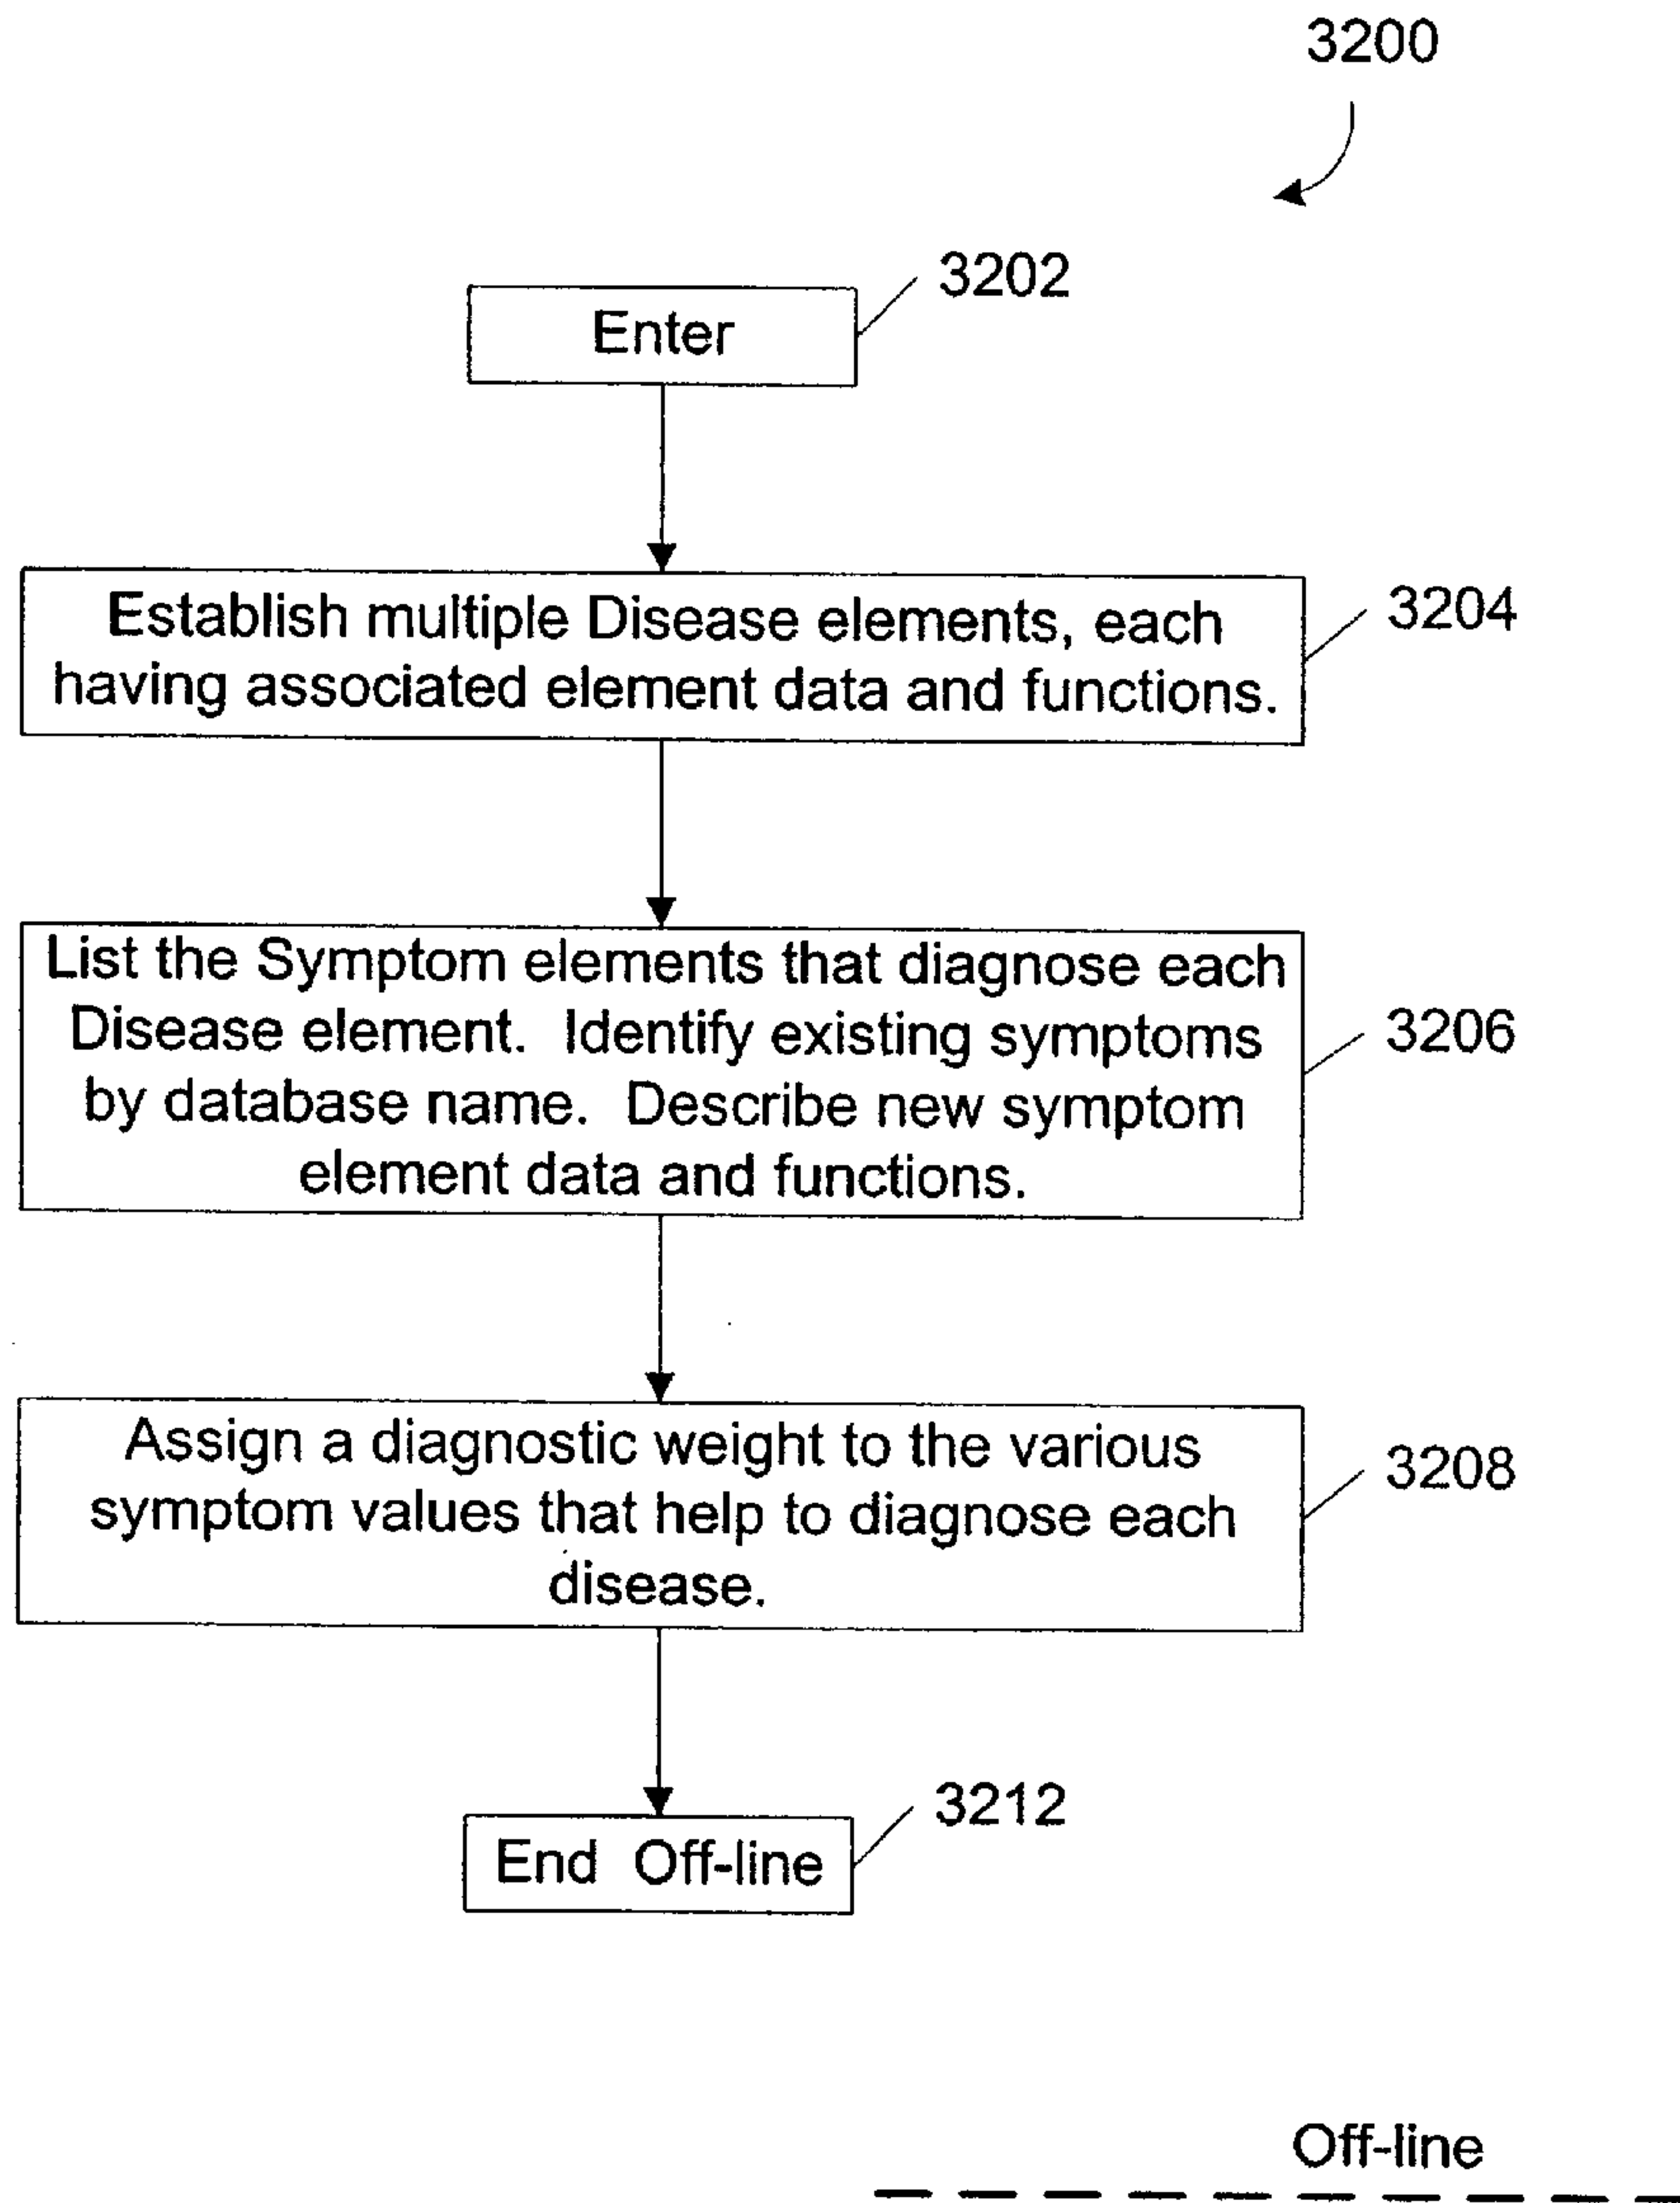 3200
3202
Enter
3204
Establish multiple Disease elements, each
having associated element data and functions.
List the Symptom elements that diagnose each
Disease element. Identify existing symptoms
3206
by database name. Describe new symptom
element data and functions.
Assign a diagnostic weight to the various
3208
symptom values that help to diagnose each
disease.
3212
End Off-line
Off-line